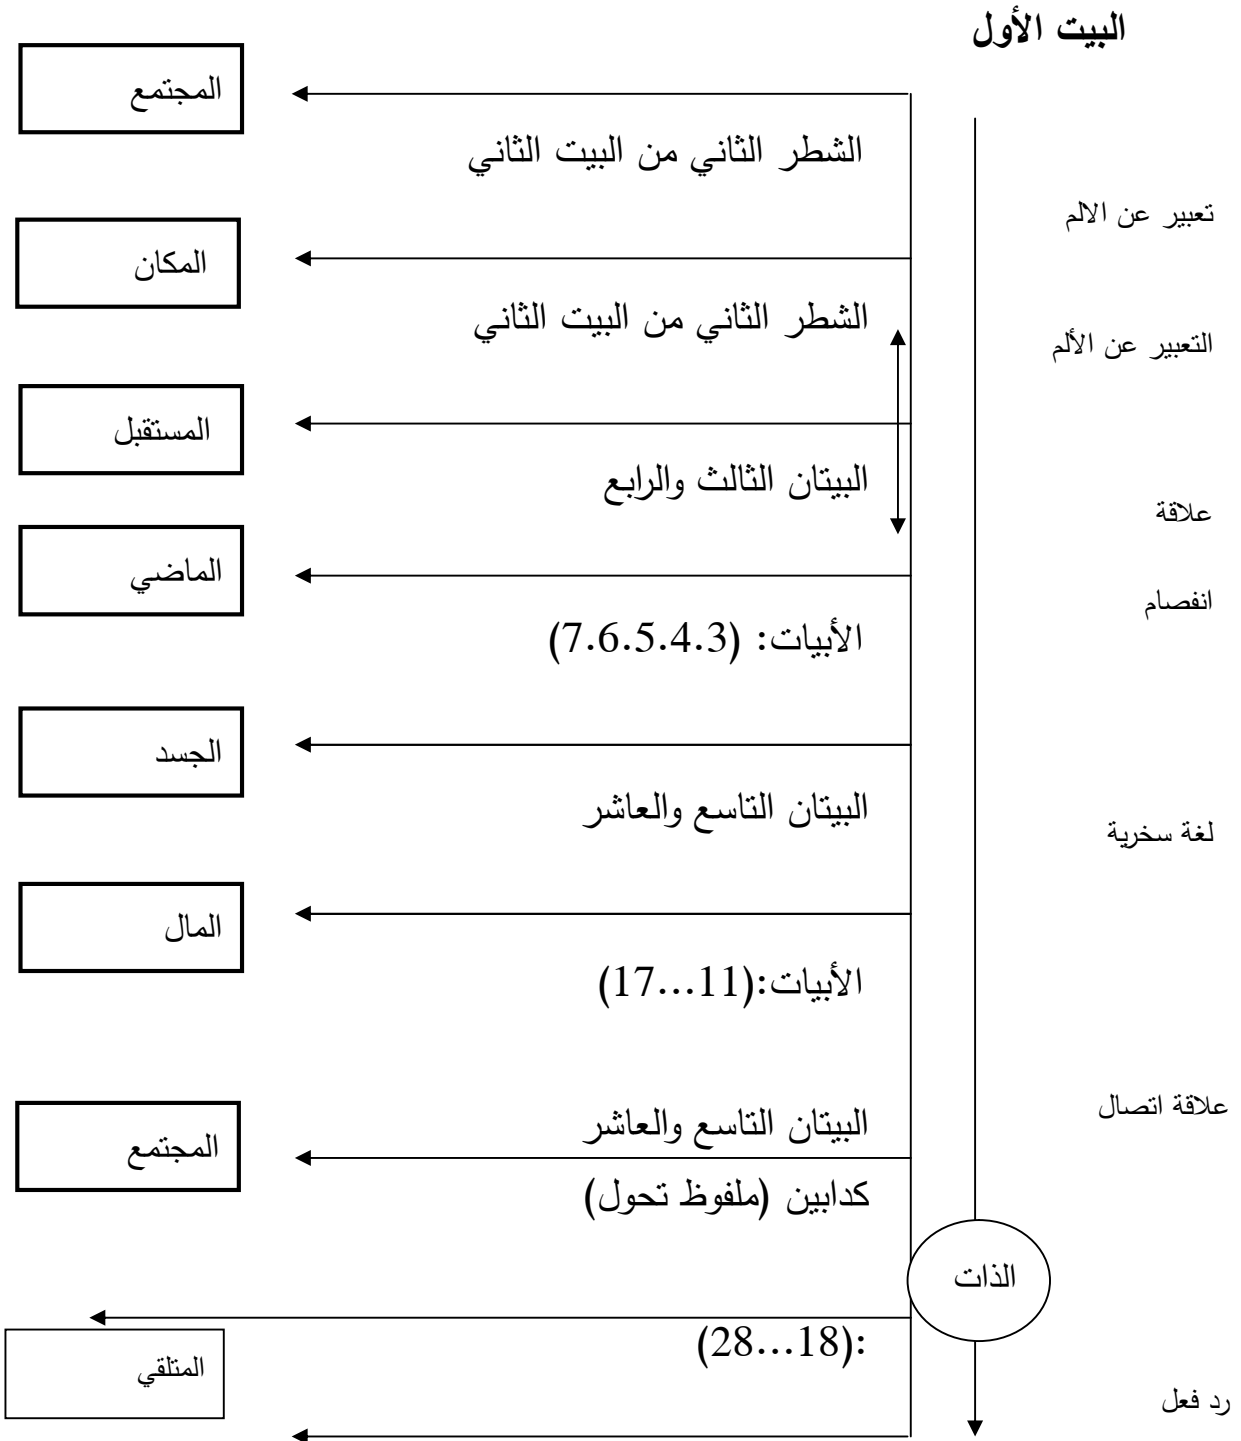 البيت الأول
المجتمع
الشطر الثاني من البيت الثاني
تعبير عن الالم
المكان
الشطر الثاني من البيت الثاني
التعبير عن الألم
المستقبل
البيتان الثالث والرابع
علاقة
الماضي
انفصام
الأبيات: (7.6.5.4.3)
الجسد
البيتان التاسع والعاشر
لغة سخرية
المال
الأبيات:(11...17)
علاقة اتصال
البيتان التاسع والعاشر
المجتمع
كدابين (ملفوظ تحول)
الذات
:(18...28)
المتلقي
رد فعل